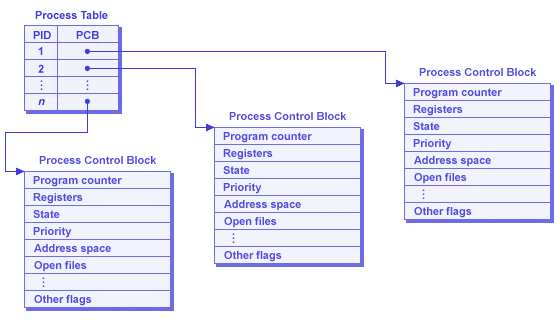 Process Table
PID PCB
1
2
⋮ ⋮
n
Process Control Block
Program counter
Registers
State
Priority
Address space
Open files
⋮
Other flags
Process Control Block
Program counter
Registers
State
Priority
Address space
Open files
⋮
Other flags
Process Control Block
Program counter
Registers
State
Priority
Address space
Open files
⋮
Other flags